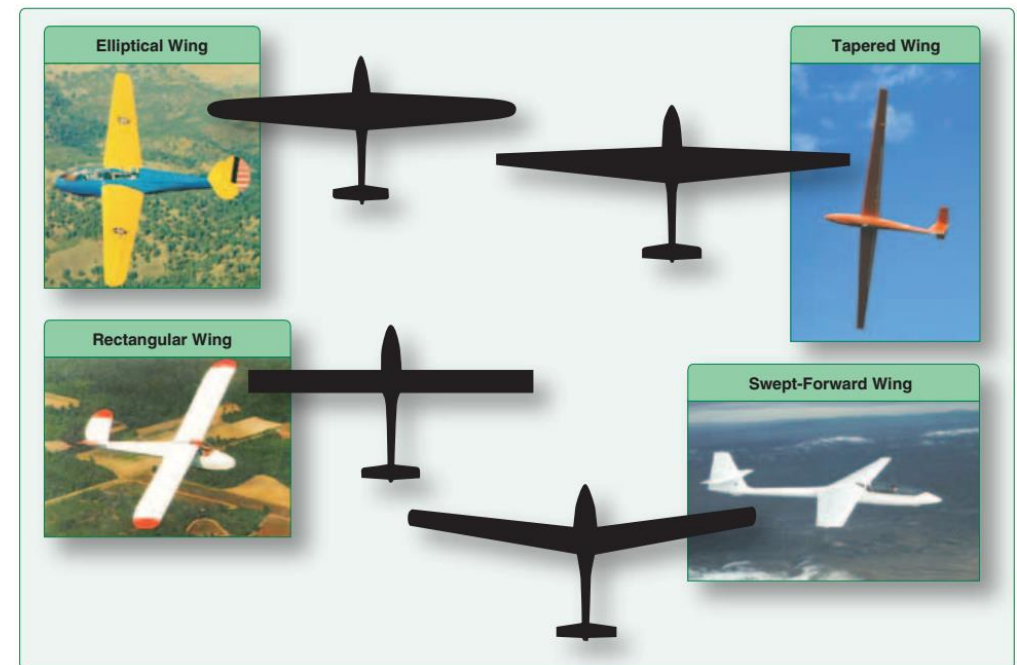 Elliptical Wing
Tapered Wing
Rectangular Wing
Swept-Forward Wing